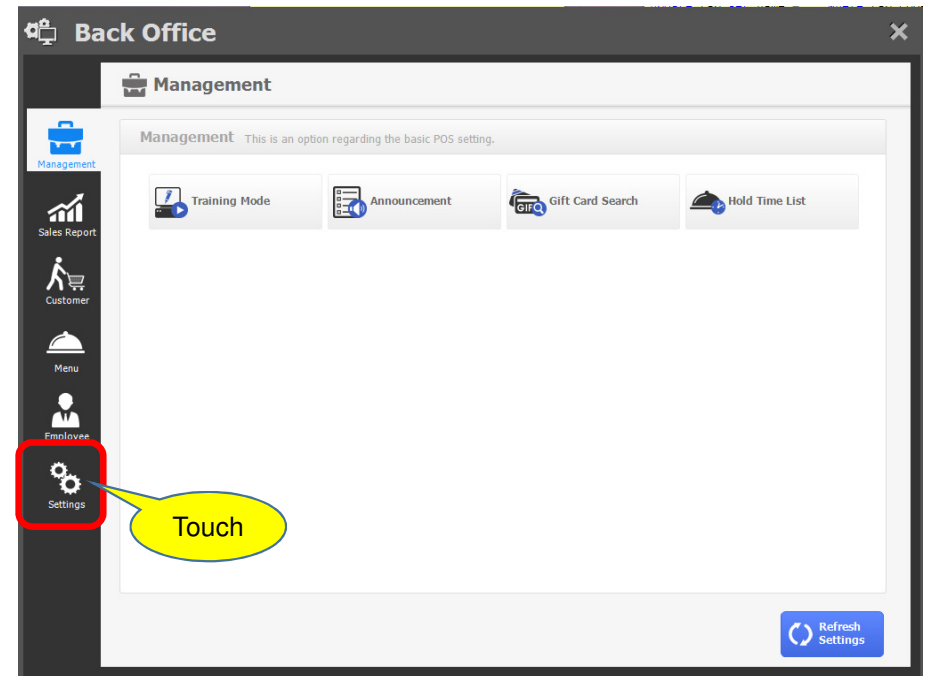 Back Office
Management
Management
Sales Report
Customer
Menu
Employee
Settings
Management This is an option regarding the basic POS setting.
Training Mode
Announcement
GIF
Gift Card Search
Hold Time List
Touch
Refresh
Settings